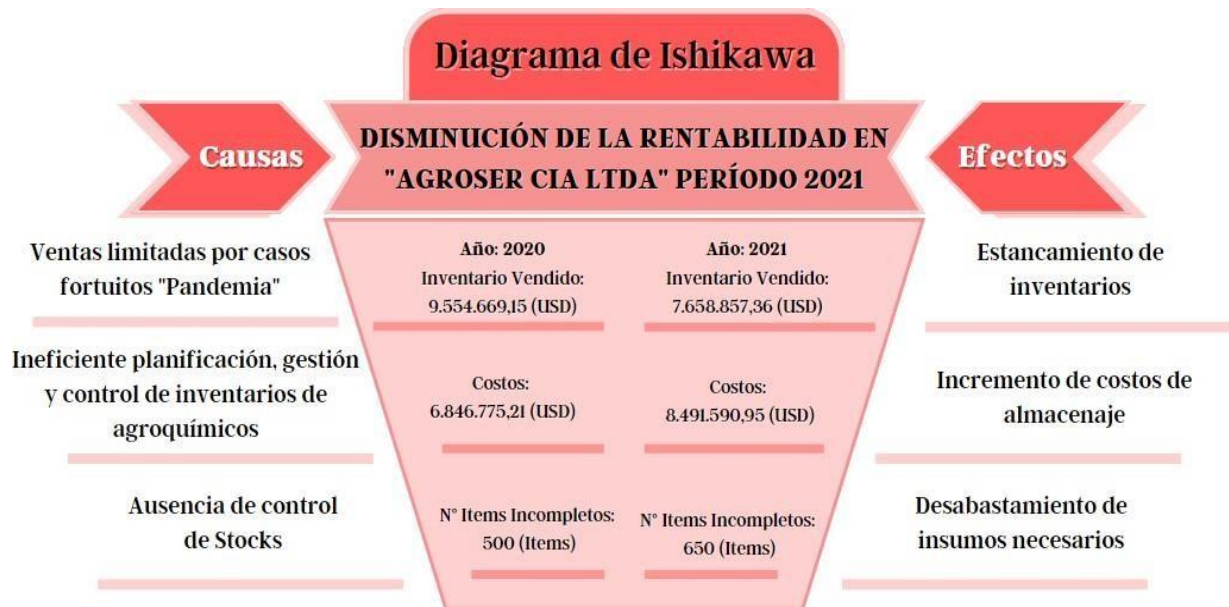 Diagrama de Ishikawa
Causas
DISMINUCIÓN DE LA RENTABILIDAD EN
"AGROSER CIA LTDA" PERÍODO 2021
Efectos
Ventas limitadas por casos
fortuitos "Pandemia"
Año: 2020
Inventario Vendido:
9.554.669,15 (USD)
Año: 2021
Inventario Vendido:
7.658.857,36 (USD)
Estancamiento de
inventarios
Ineficiente planificación, gestión
y control de inventarios de
agroquímicos
Costos:
6.846.775,21 (USD)
Costos:
8.491.590,95 (USD)
Incremento de costos de
almacenaje
Ausencia de control
de Stocks
N° Items Incompletos:
500 (Items)
N° Items Incompletos:
650 (Items)
Desabastamiento de
insumos necesarios